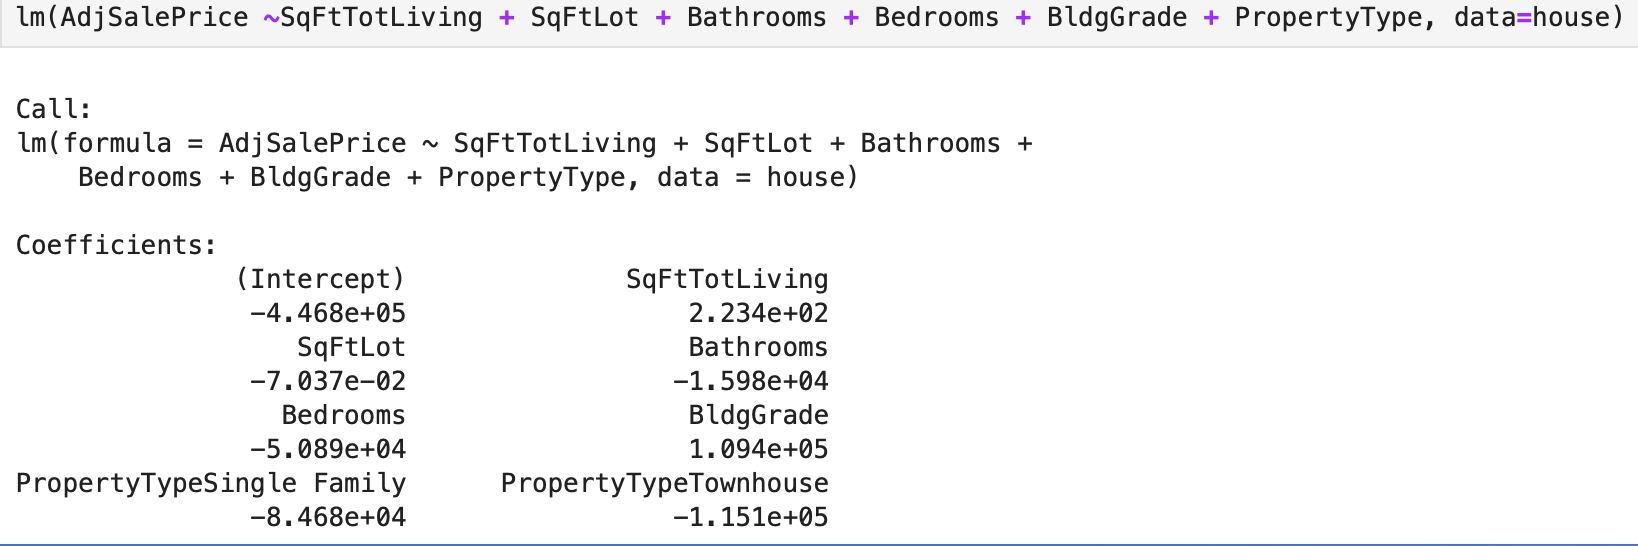 lm(AdjSalePrice ~SqFtTotLiving + SqFtLot + Bathrooms + Bedrooms + BldgGrade + PropertyType, data=house)
Call:
lm(formula = AdjSalePrice ~ SqFtTotLiving + SqFtLot + Bathrooms +
    Bedrooms + BldgGrade + PropertyType, data = house)
Coefficients:
              (Intercept)              SqFtTotLiving
               -4.468e+05                  2.234e+02
                  SqFtLot                  Bathrooms
               -7.037e-02                 -1.598e+04
                 Bedrooms                  BldgGrade
               -5.089e+04                  1.094e+05
PropertyTypeSingle Family      PropertyTypeTownhouse
               -8.468e+04                 -1.151e+05